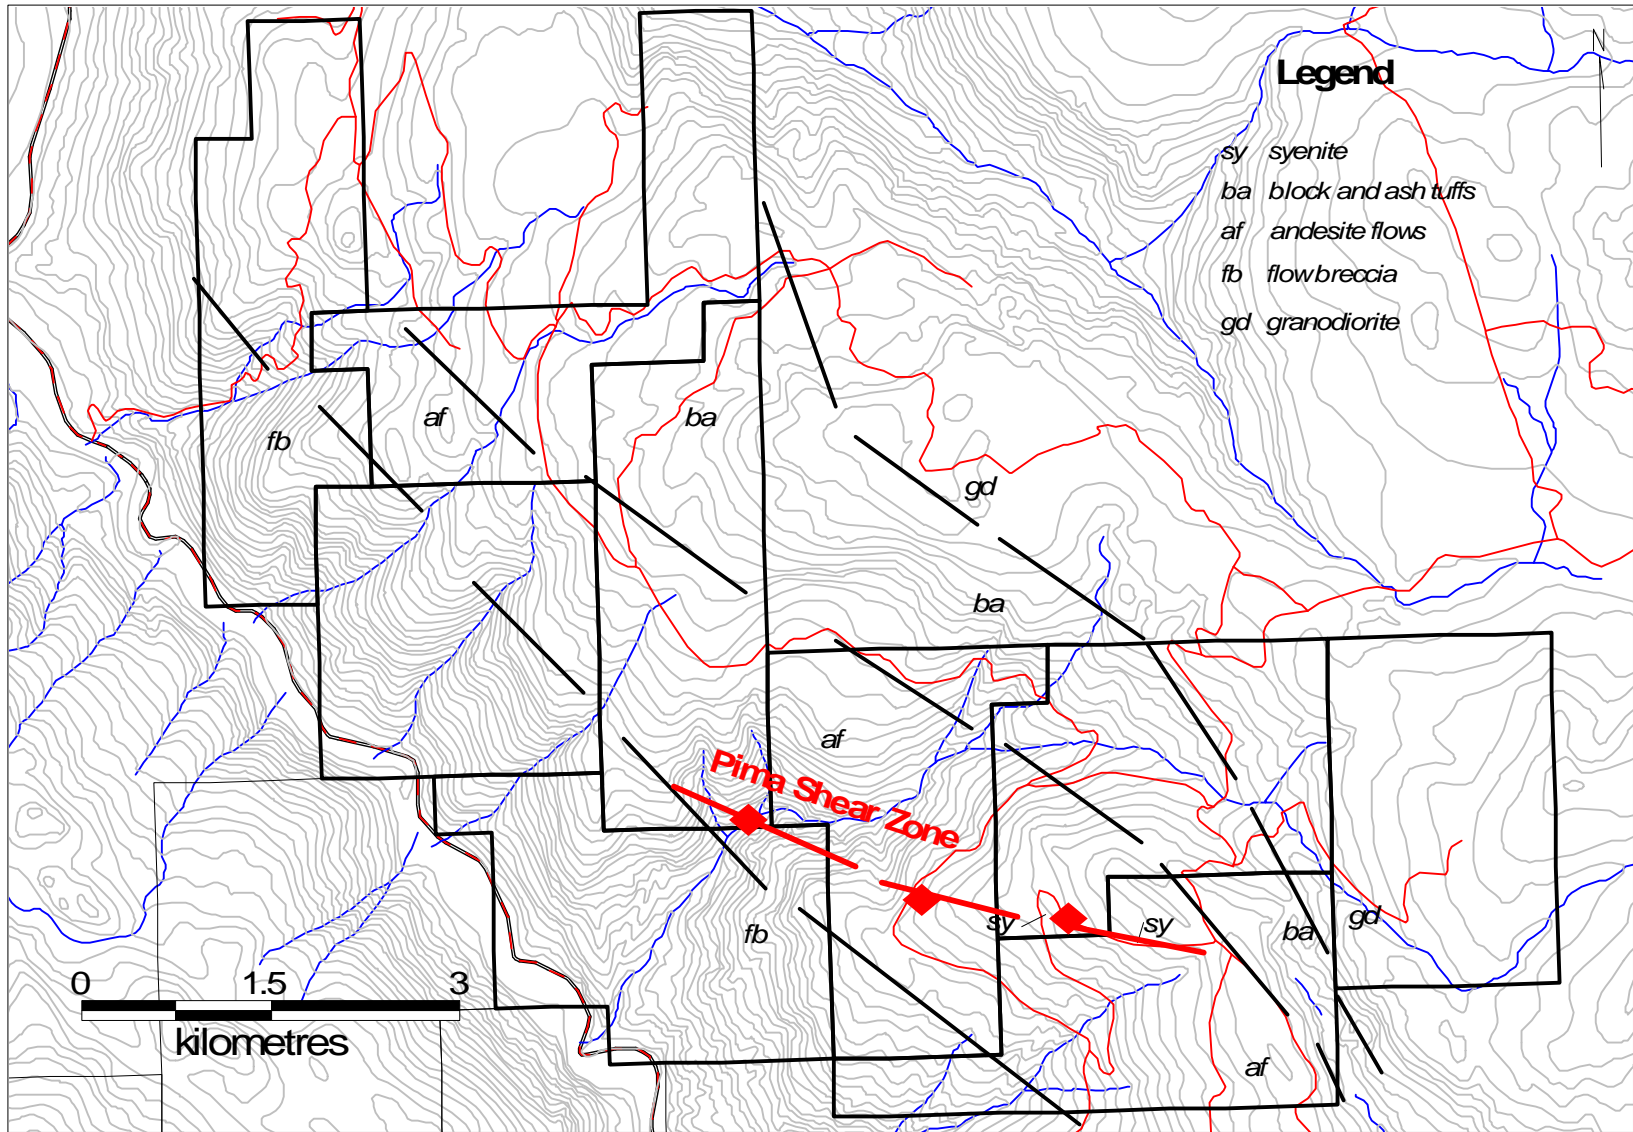 N
Legend
sy syenite
ba block and ash tuffs
af andesite flows
fb flow breccia
gd granodiorite
fb
af
ba
gd
ba
af
Pima Shear Zone
fb
sy
sy
ba
gd
af
0 1.5 3
kilometres